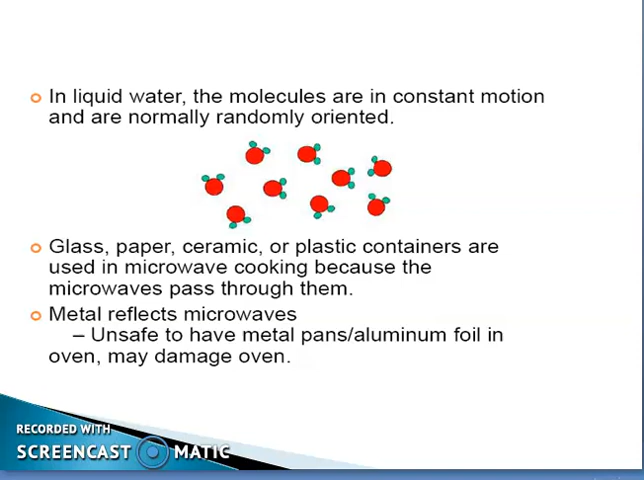 In liquid water, the molecules are in constant motion
and are normally randomly oriented.
Glass, paper, ceramic, or plastic containers are
used in microwave cooking because the
microwaves pass through them.
Metal reflects microwaves
– Unsafe to have metal pans/aluminum foil in
oven, may damage oven.
RECORDED WITH
SCREENCAST MATIC